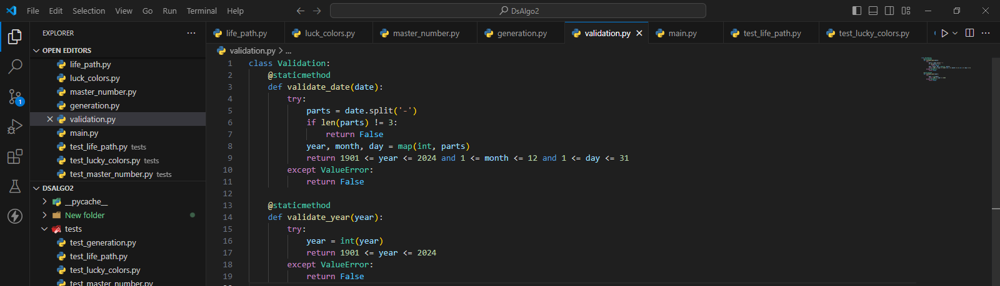 File Edit Selection View Go Run Terminal Help
DsAlgo2
EXPLORER
OPEN EDITORS
life_path.py
luck_colors.py
master_number.py
generation.py
validation.py
main.py
test_life_path.py tests
test_lucky_colors.py tests
test_master_number.py tests
DSALGO2
__pycache__
New folder
tests
test_generation.py
test_life_path.py
test_lucky_colors.py
test_master_number.py
1
life_path.py luck_colors.py master_number.py generation.py validation.py main.py test_life_path.py test_lucky_colors.py
validation.py > ...
1 class Validation:
2 @staticmethod
3 def validate_date(date):
4 try:
5 parts = date.split('-')
6 if len(parts) != 3:
7 return False
8 year, month, day = map(int, parts)
9 return 1901 <= year <= 2024 and 1 <= month <= 12 and 1 <= day <= 31
10 except ValueError:
11 return False
12
13 @staticmethod
14 def validate_year(year):
15 try:
16 year = int(year)
17 return 1901 <= year <= 2024
18 except ValueError:
19 return False